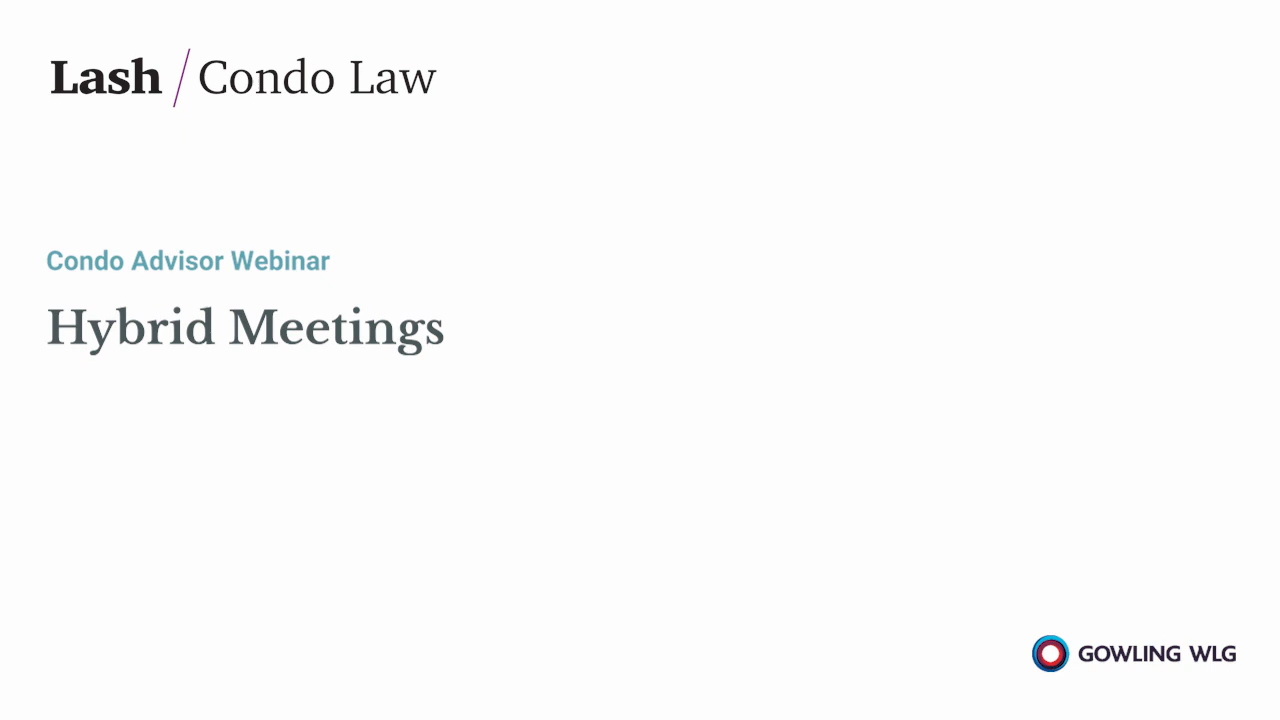 Lash / Condo Law
Condo Advisor Webinar
Hybrid Meetings
GOWLING WLG